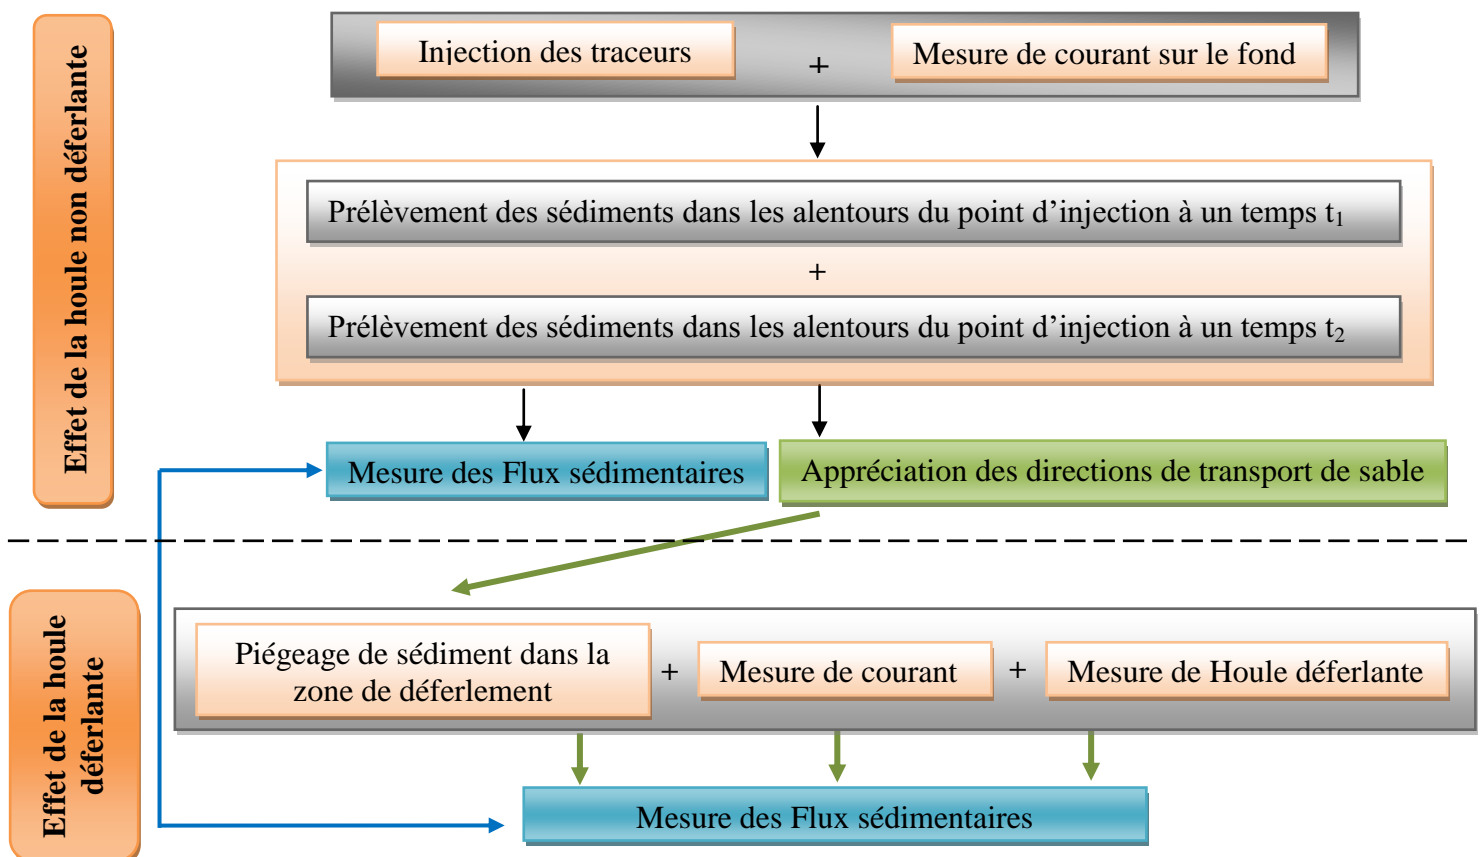 Effet de la houle non déferlante
Injection des traceurs
+
Mesure de courant sur le fond
Prélèvement des sédiments dans les alentours du point d’injection à un temps t₁
+
Prélèvement des sédiments dans les alentours du point d’injection à un temps t₂
Mesure des Flux sédimentaires
Appréciation des directions de transport de sable
Effet de la houle
déferlante
Piégeage de sédiment dans la
zone de déferlement
+
Mesure de courant
+
Mesure de Houle déferlante
Mesure des Flux sédimentaires